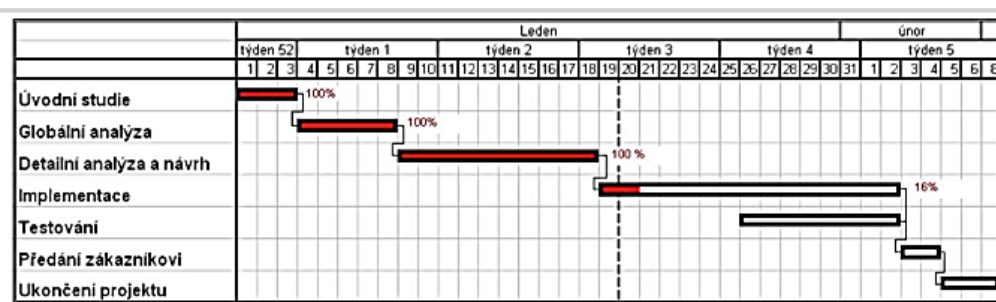 Leden únor
týden 52 týden 1 týden 2 týden 3 týden 4 týden 5
1 2 3 4 5 6 7 8 9 10 11 12 13 14 15 16 17 18 19 20 21 22 23 24 25 26 27 28 29 30 31 1 2 3 4 5 6 8
Úvodní studie 100%
Globální analýza 100%
Detailní analýza a návrh 100 %
Implementace 16%
Testování
Předání zákazníkovi
Ukončení projektu